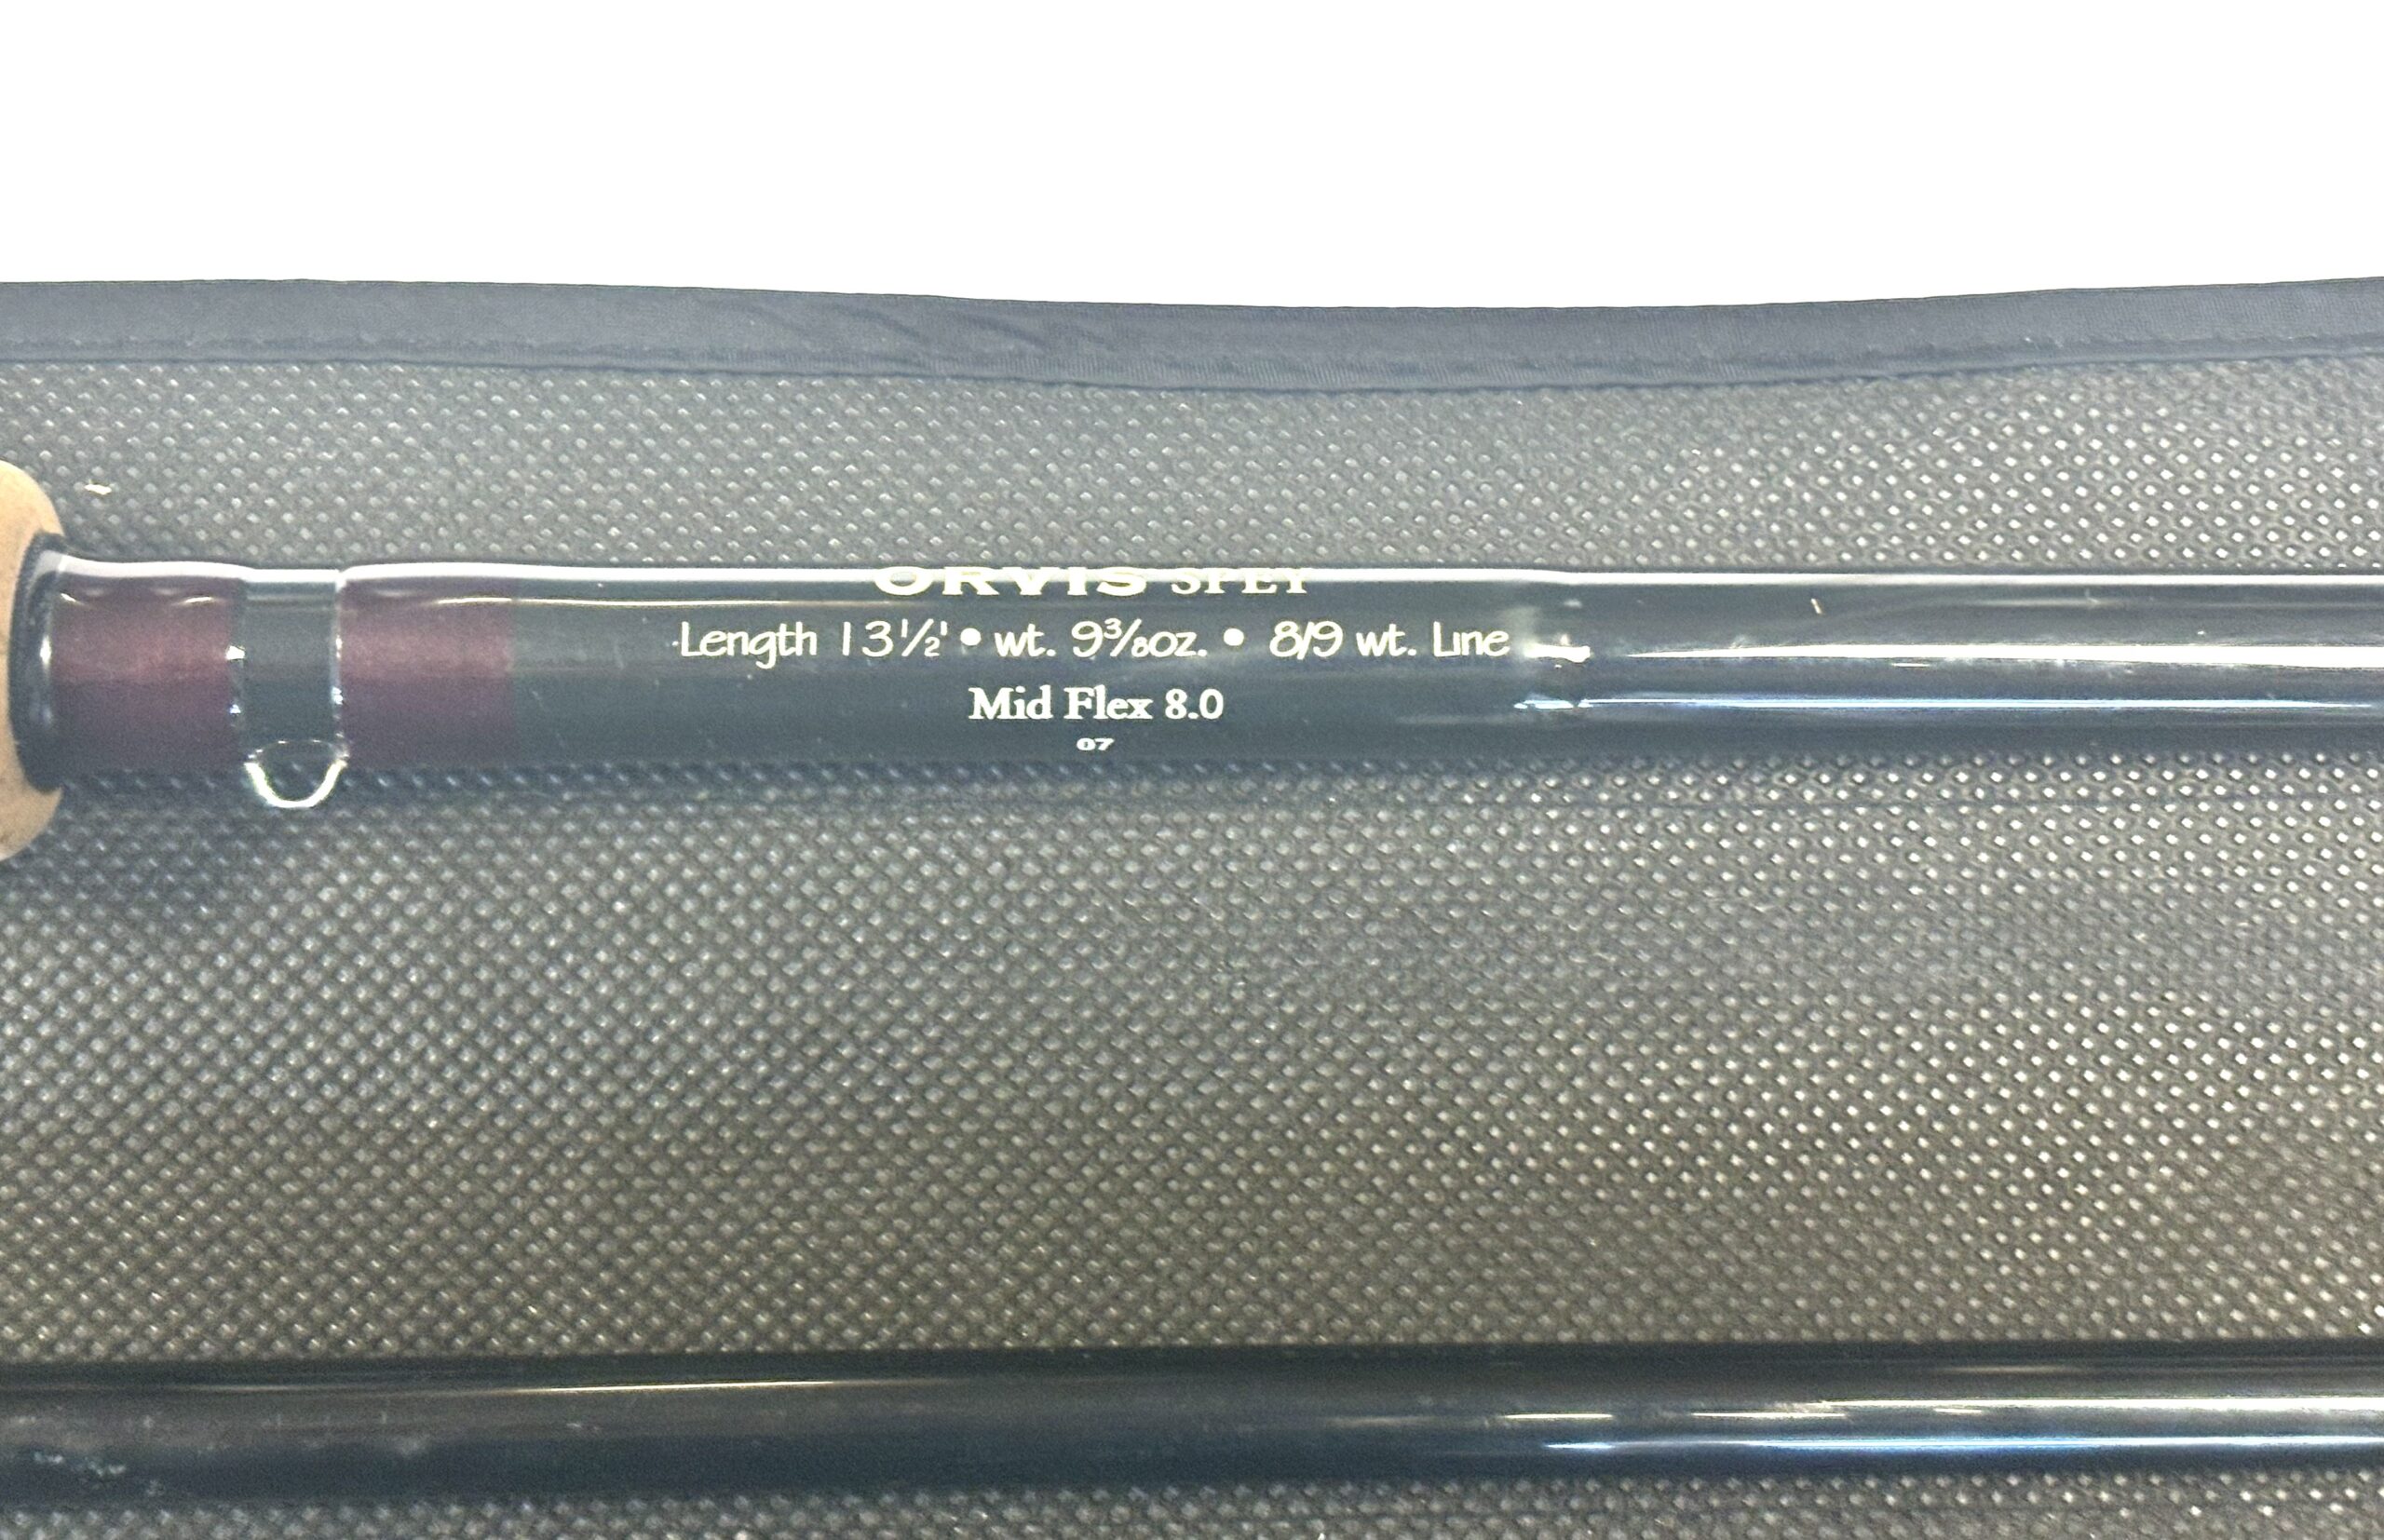 ORVIS SPEY
Length 13½' • wt. 9⅜oz. • 8/9 wt. Line
Mid Flex 8.0
07